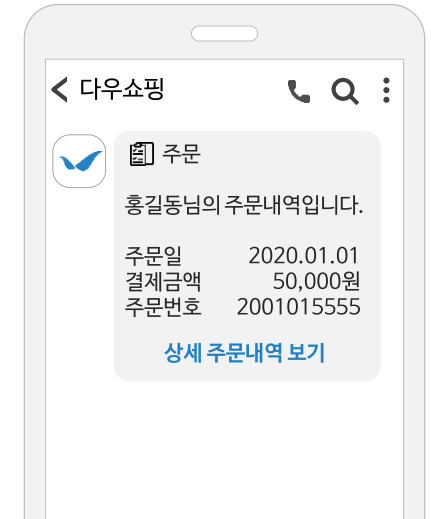 다우쇼핑
주문
홍길동님의 주문내역입니다.
주문일 2020.01.01
결제금액 50,000원
주문번호 2001015555
상세 주문내역 보기